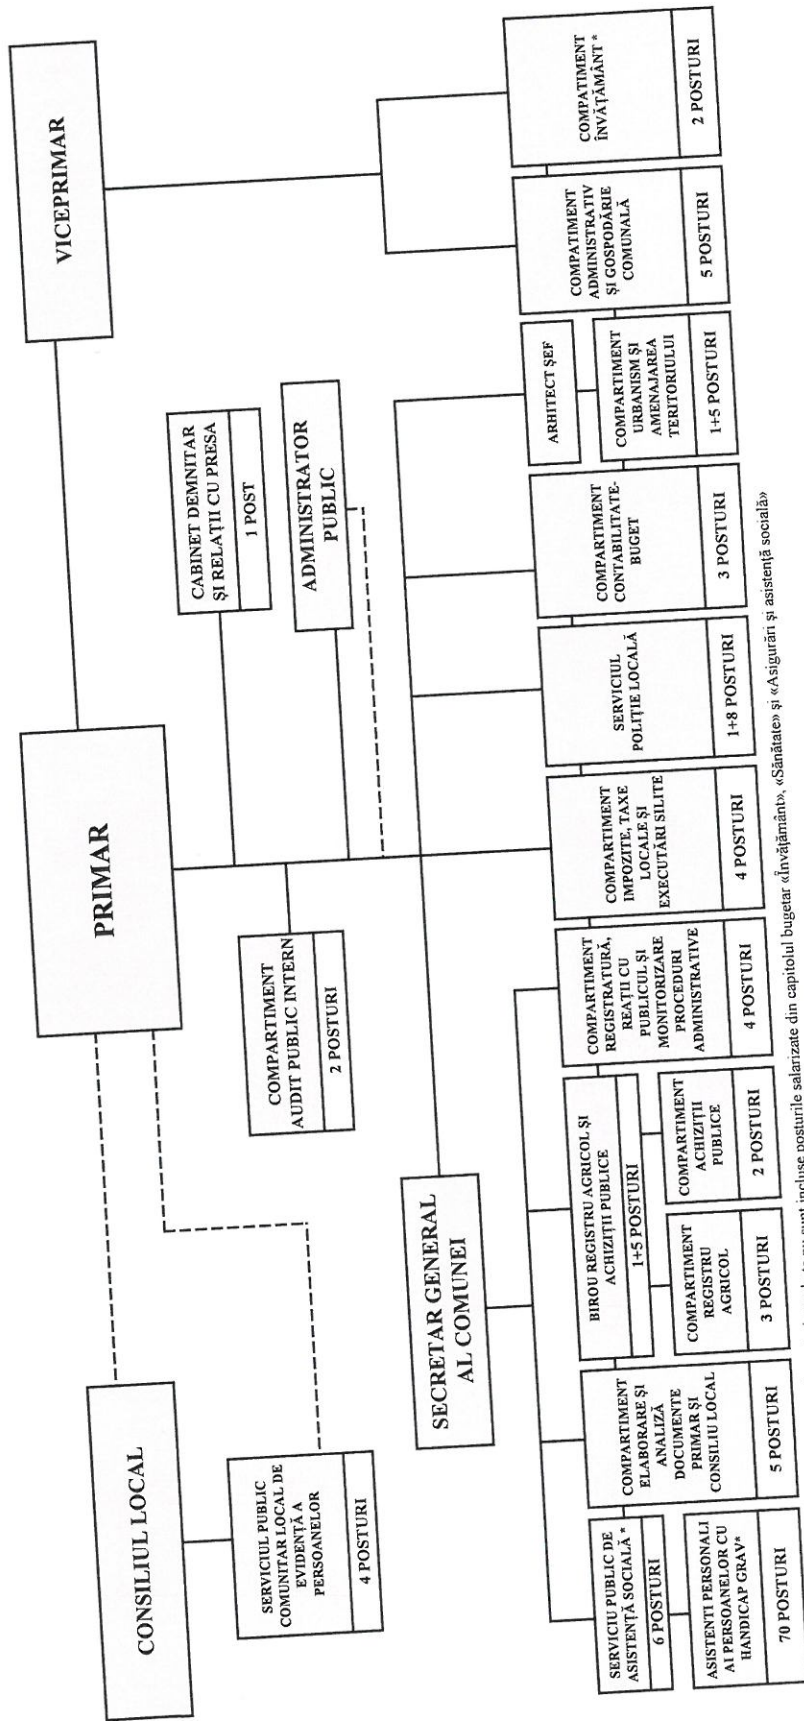 CONSILIUL LOCAL
PRIMAR
VICEPRIMAR
SERVICIUL PUBLIC
COMUNITAR LOCAL DE
EVIDENȚĂ A
PERSOANELOR
4 POSTURI
COMPARTIMENT
AUDIT PUBLIC INTERN
2 POSTURI
CABINET DEMNITAR
ȘI RELAȚII CU PRESA
1 POST
ADMINISTRATOR
PUBLIC
SECRETAR GENERAL
AL COMUNEI
SERVICIU PUBLIC DE
ASISTENȚĂ SOCIALĂ *
6 POSTURI
ASISTENTI PERSONALI
AI PERSOANELOR CU
HANDICAP GRAV*
70 POSTURI
COMPARTIMENT
ELABORARE ȘI
ANALIZĂ
DOCUMENTE
PRIMAR ȘI
CONSILIU LOCAL
5 POSTURI
BIROU REGISTRU AGRICOL ȘI
ACHIZIȚII PUBLICE
1+5 POSTURI
COMPARTIMENT
REGISTRU
AGRICOL
3 POSTURI
COMPARTIMENT
ACHIZIȚII
PUBLICE
2 POSTURI
COMPARTIMENT
REGISTRATURĂ,
REAȚII CU
PUBLICUL ȘI
MONITORIZARE
PROCEDURI
ADMINISTRATIVE
4 POSTURI
COMPARTIMENT
IMPOZITE, TAXE
LOCALE ȘI
EXECUTĂRI SILITE
4 POSTURI
SERVICIUL
POLIȚIE LOCALĂ
1+8 POSTURI
COMPARTIMENT
CONTABILITATE-
BUGET
3 POSTURI
ARHITECT ȘEF
COMPARTIMENT
URBANISM ȘI
AMENAJAREA
TERITORIULUI
1+5 POSTURI
COMPATIMENT
ADMINISTRATIV
ȘI GOSPODĂRIE
COMUNALĂ
5 POSTURI
COMPATIMENT
ÎNVĂȚĂMÂNT *
2 POSTURI
nu sunt incluse posturile salarizate din capitolul bugetar «Învățământ», «Sănătate» și «Asigurări și asistență socială»